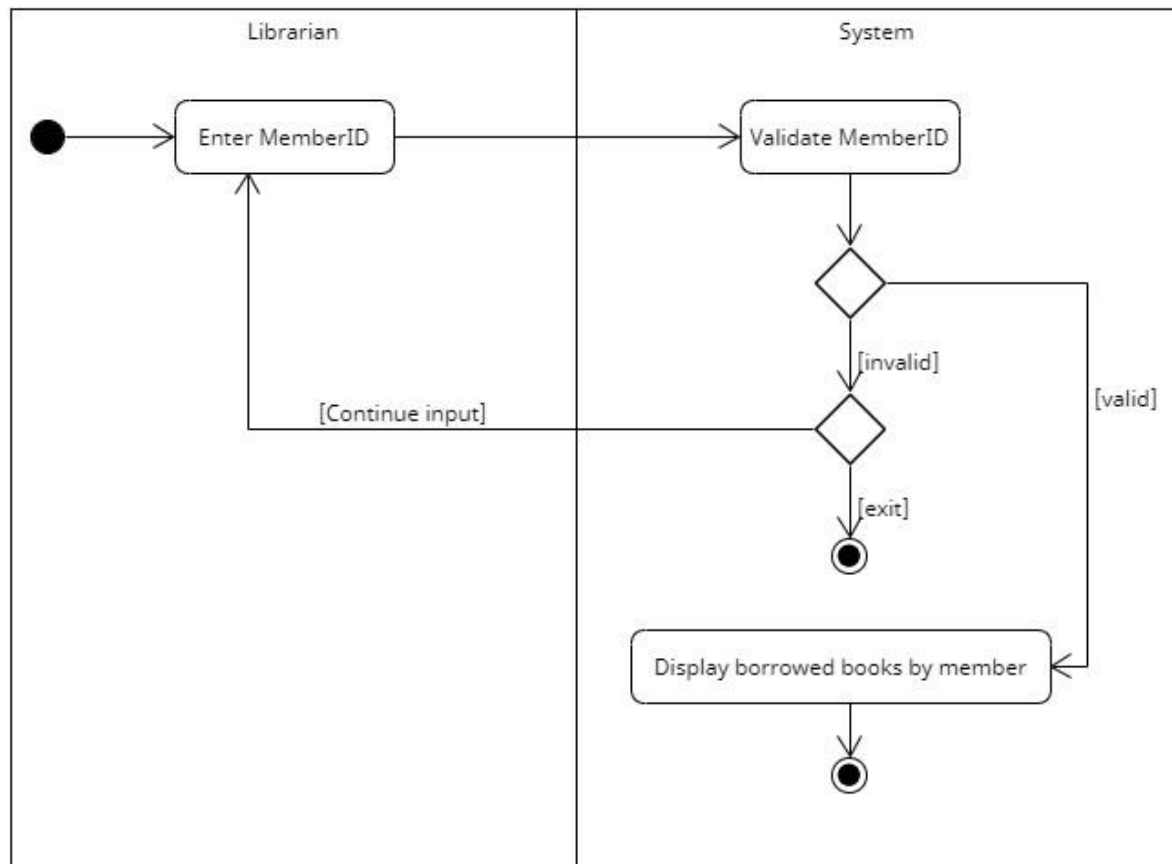 Librarian
System
Enter MemberID
Validate MemberID
[invalid]
[valid]
[Continue input]
[exit]
Display borrowed books by member